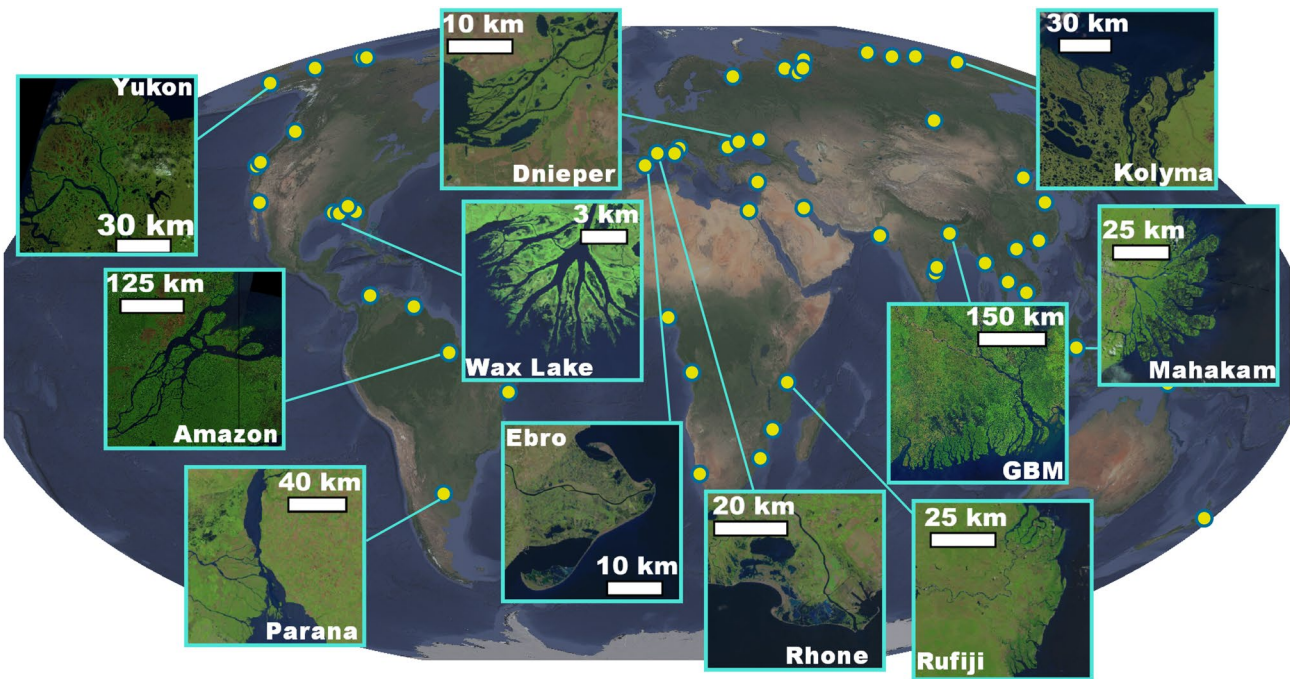 10 km
Dnieper
30 km
Kolyma
Yukon
30 km
3 km
Wax Lake
25 km
Mahakam
125 km
Amazon
150 km
GBM
Ebro
10 km
40 km
Parana
20 km
Rhone
25 km
Rufiji